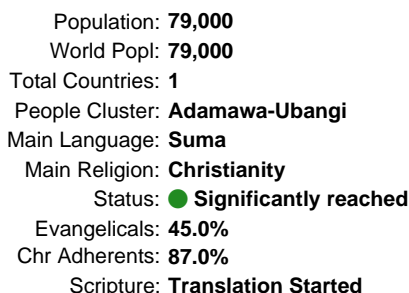 Population: 79,000
World Popl: 79,000
Total Countries: 1
People Cluster: Adamawa-Ubangi
Main Language: Suma
Main Religion: Christianity
Status: Significantly reached
Evangelicals: 45.0%
Chr Adherents: 87.0%
Scripture: Translation Started